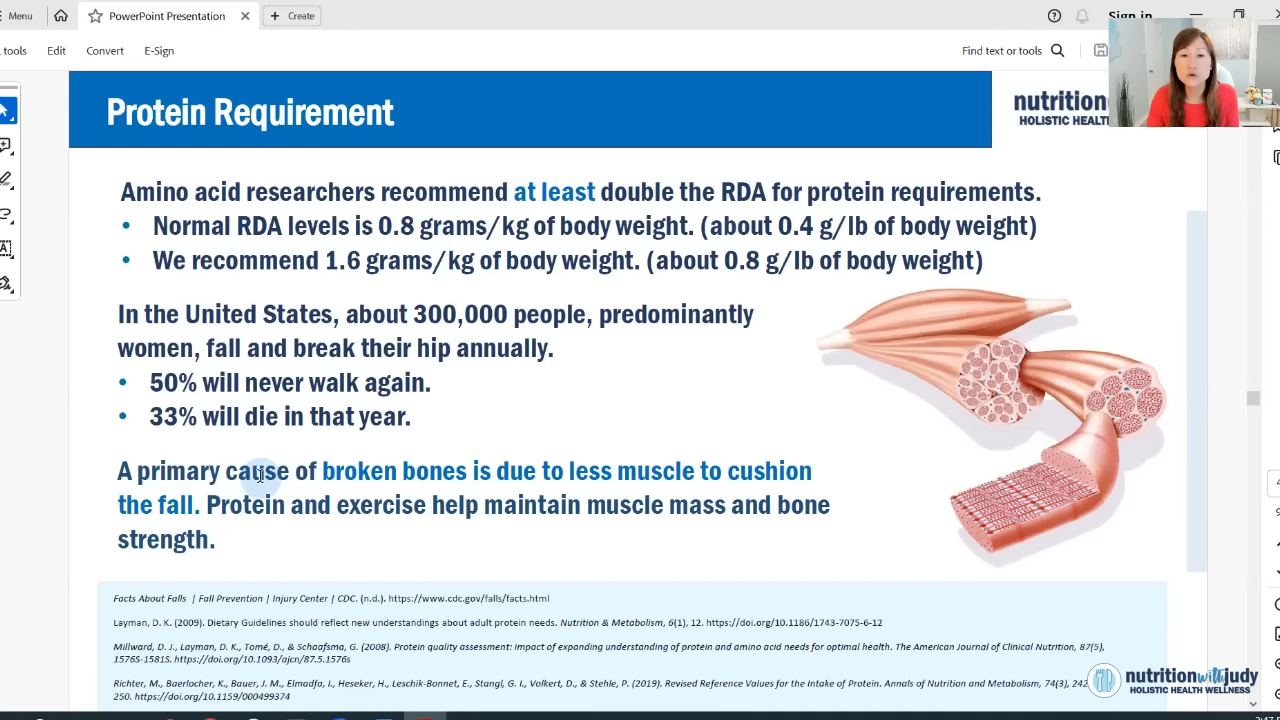 Menu
PowerPoint Presentation
Create
Sign in
tools
Edit
Convert
E-Sign
Find text or tools
Protein Requirement
nutrition
HOLISTIC HEALTH
Amino acid researchers recommend at least double the RDA for protein requirements.
• Normal RDA levels is 0.8 grams/kg of body weight. (about 0.4 g/lb of body weight)
• We recommend 1.6 grams/kg of body weight. (about 0.8 g/lb of body weight)
In the United States, about 300,000 people, predominantly
women, fall and break their hip annually.
• 50% will never walk again.
• 33% will die in that year.
A primary cause of broken bones is due to less muscle to cushion
the fall. Protein and exercise help maintain muscle mass and bone
strength.
Facts About Falls | Fall Prevention | Injury Center | CDC. (n.d.). https://www.cdc.gov/falls/facts.html
Layman, D. K. (2009). Dietary Guidelines should reflect new understandings about adult protein needs. Nutrition & Metabolism, 6(1), 12. https://doi.org/10.1186/1743-7075-6-12
Millward, D. J., Layman, D. K., Tomé, D., & Schaafsma, G. (2008). Protein quality assessment: impact of expanding understanding of protein and amino acid needs for optimal health. The American Journal of Clinical Nutrition, 87(5),
1576S-1581S. https://doi.org/10.1093/ajcn/87.5.1576s
Richter, M., Baerlocher, K., Bauer, J. M., Elmadfa, I., Heseker, H., Leschik-Bonnet, E., Stangl, G. I., Volkert, D., & Stehle, P. (2019). Revised Reference Values for the Intake of Protein. Annals of Nutrition and Metabolism, 74(3), 242
250. https://doi.org/10.1159/000499374
nutrition with judy
HOLISTIC HEALTH WELLNESS